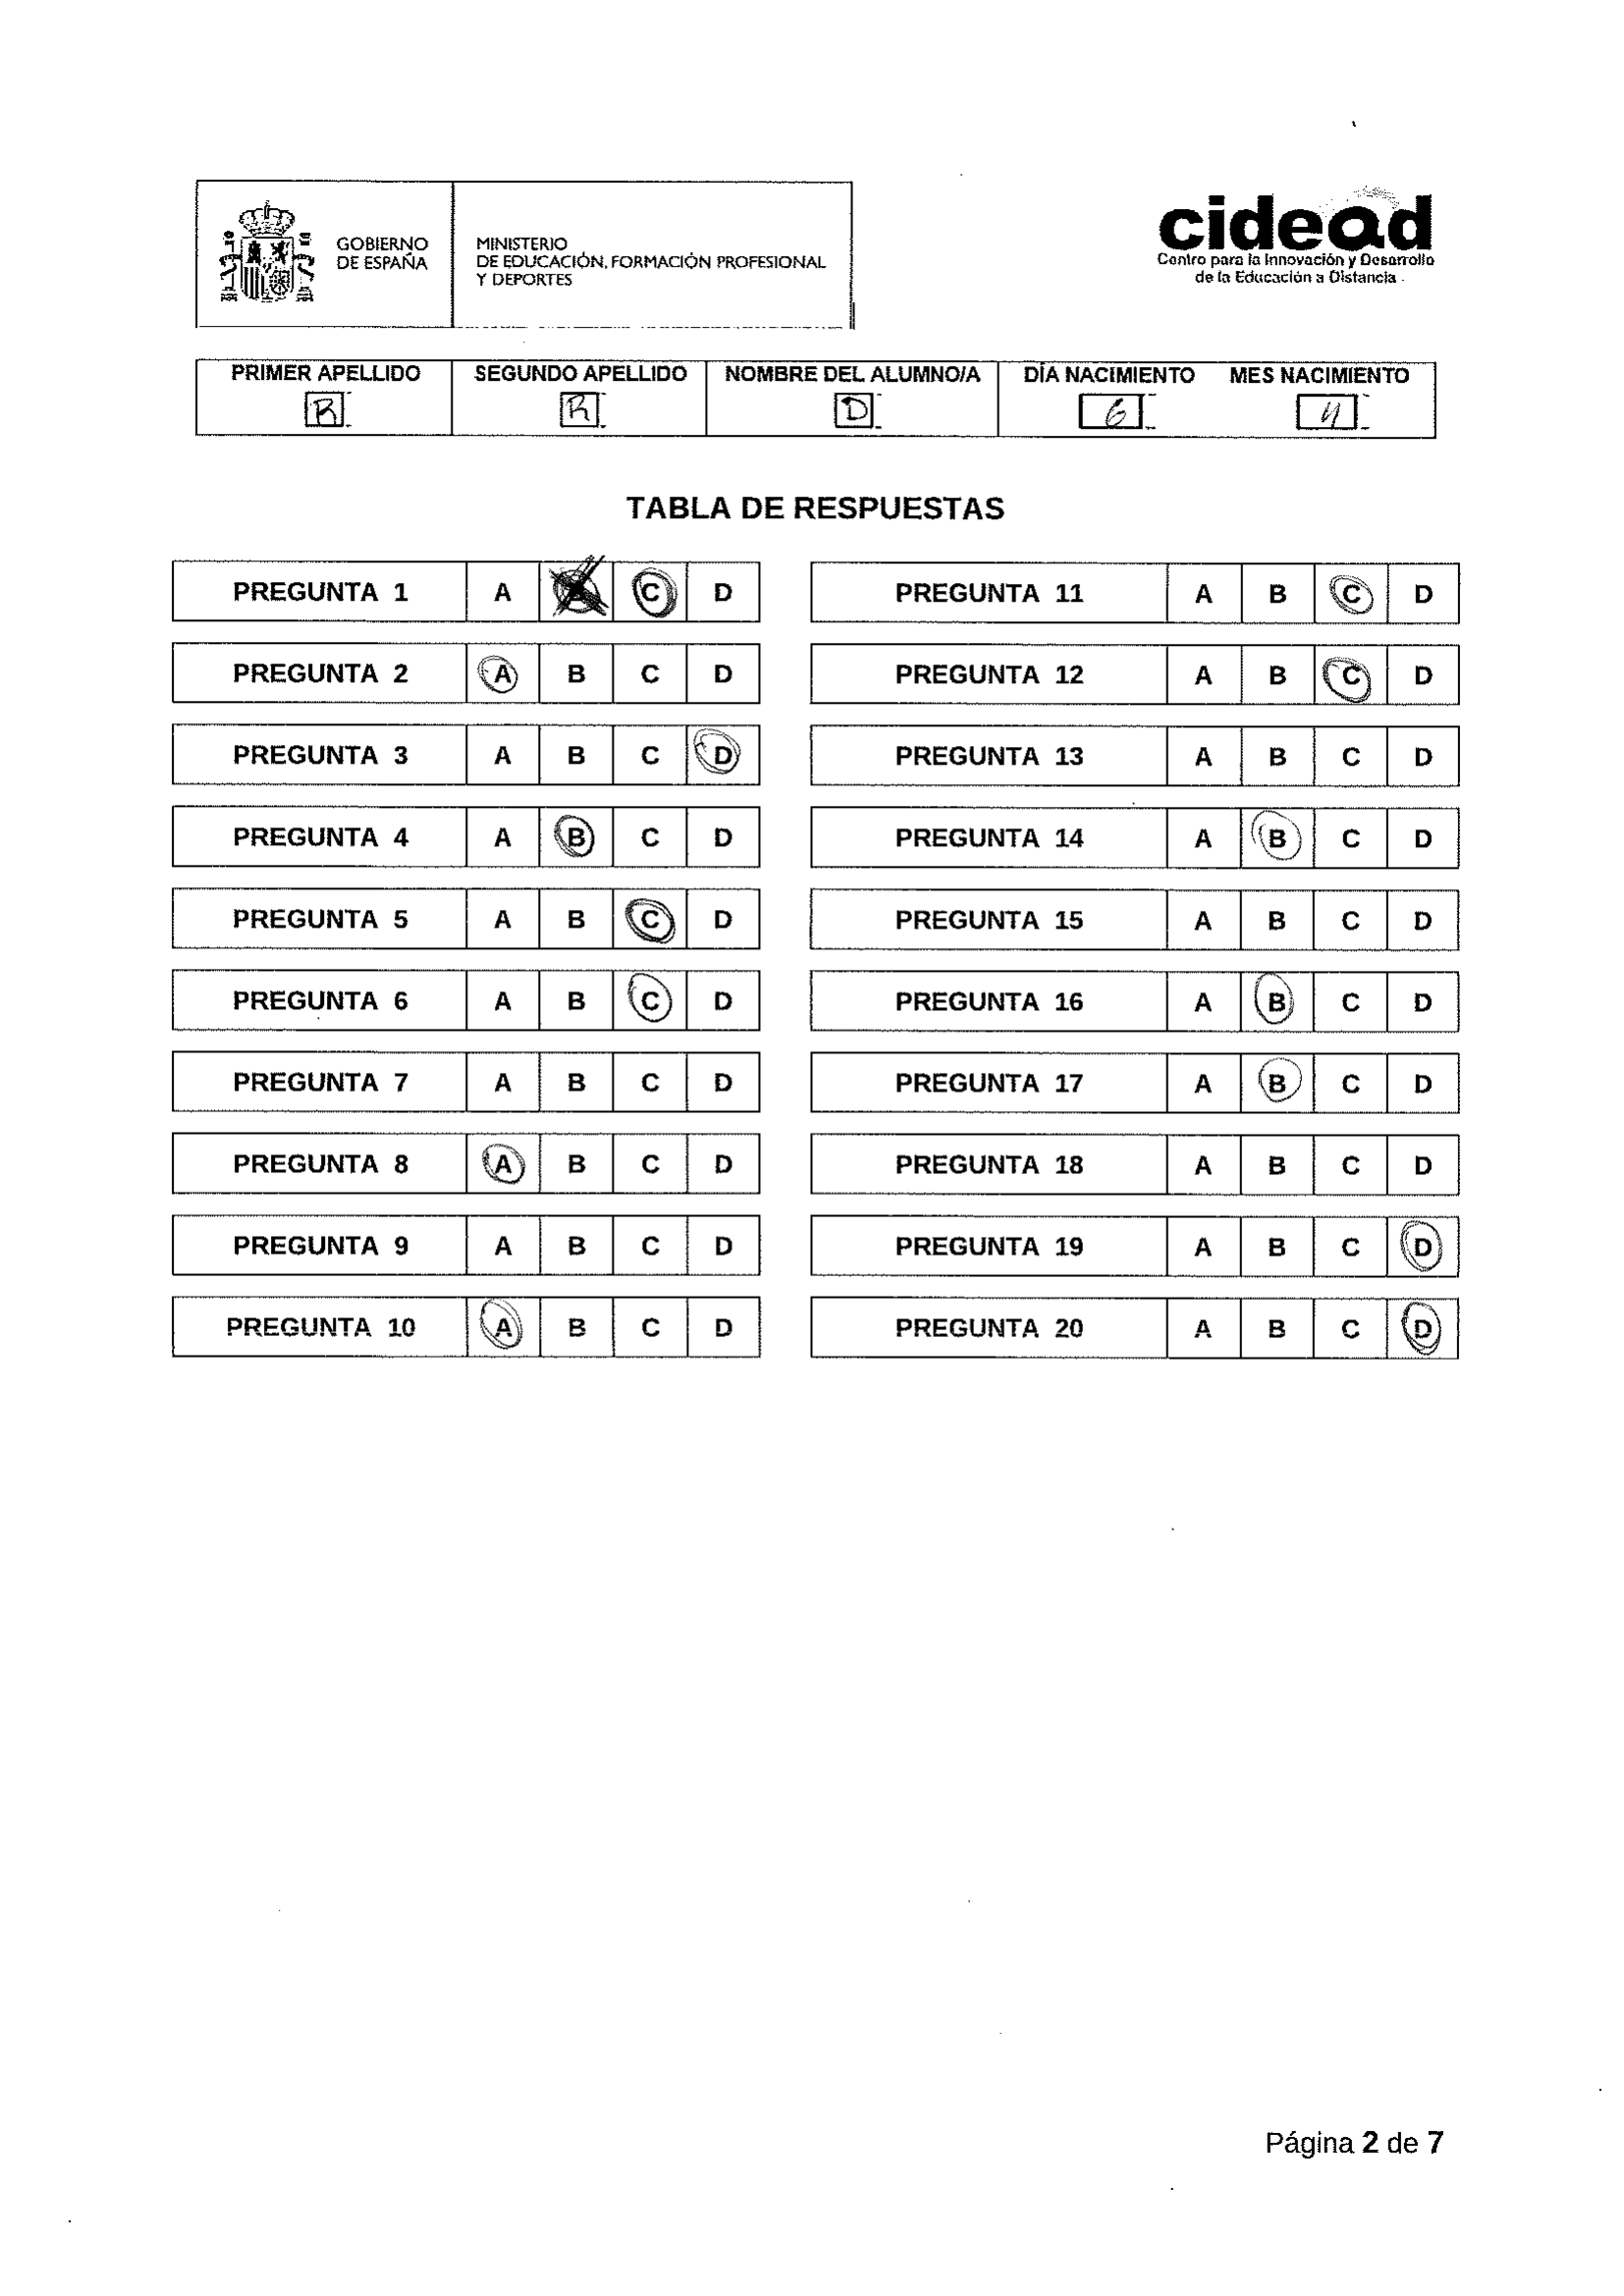 GOBIERNO
DE ESPAÑA
MINISTERIO
DE EDUCACIÓN, FORMACIÓN PROFESIONAL
Y DEPORTES
cidead
Centro para la Innovación y Desarrollo
de la Educación a Distancia
PRIMER APELLIDO SEGUNDO APELLIDO NOMBRE DEL ALUMNO/A DÍA NACIMIENTO MES NACIMIENTO
R R D 6
TABLA DE RESPUESTAS
PREGUNTA 1 A C D
PREGUNTA 2 A B C D
PREGUNTA 3 A B C D
PREGUNTA 4 A B C D
PREGUNTA 5 A B C D
PREGUNTA 6 A B C D
PREGUNTA 7 A B C D
PREGUNTA 8 A B C D
PREGUNTA 9 A B C D
PREGUNTA 10 A B C D
PREGUNTA 11 A B C D
PREGUNTA 12 A B C D
PREGUNTA 13 A B C D
PREGUNTA 14 A B C D
PREGUNTA 15 A B C D
PREGUNTA 16 A B C D
PREGUNTA 17 A B C D
PREGUNTA 18 A B C D
PREGUNTA 19 A B C D
PREGUNTA 20 A B C D
Página 2 de 7